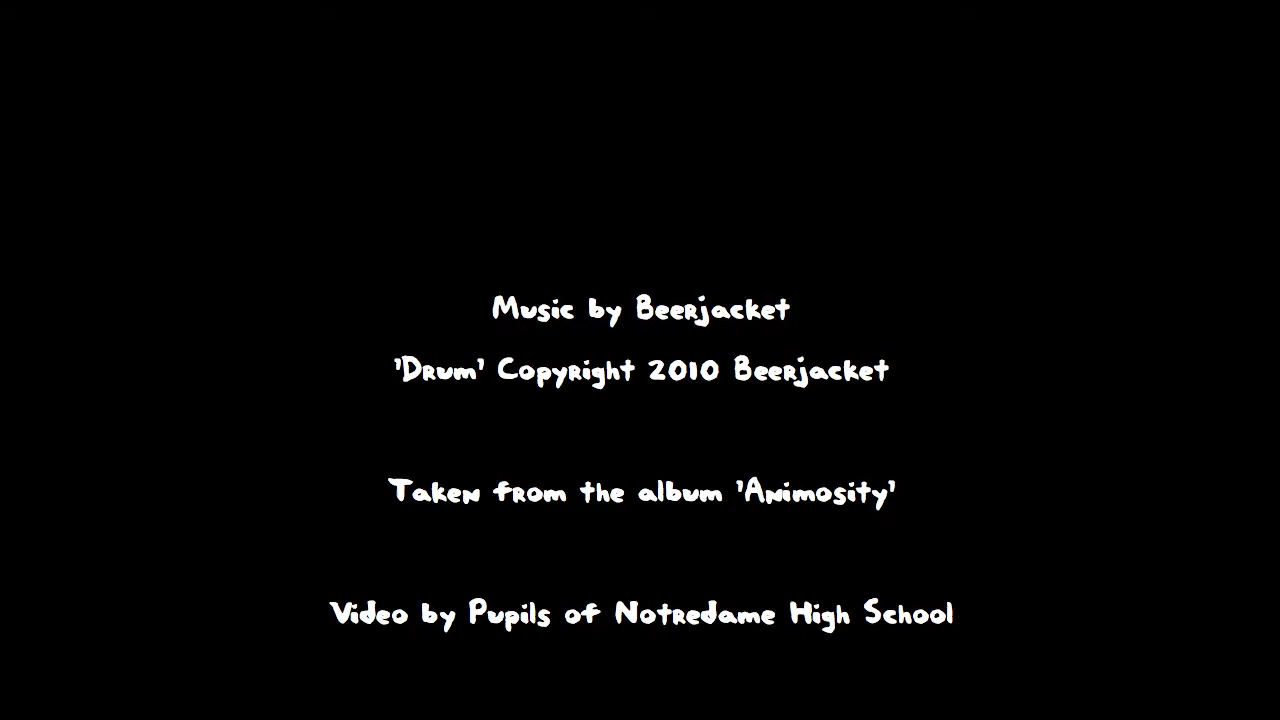 Music by Beerjacket
'Drum' Copyright 2010 Beerjacket
Taken from the album 'Animosity'
Video by Pupils of Notredame High School